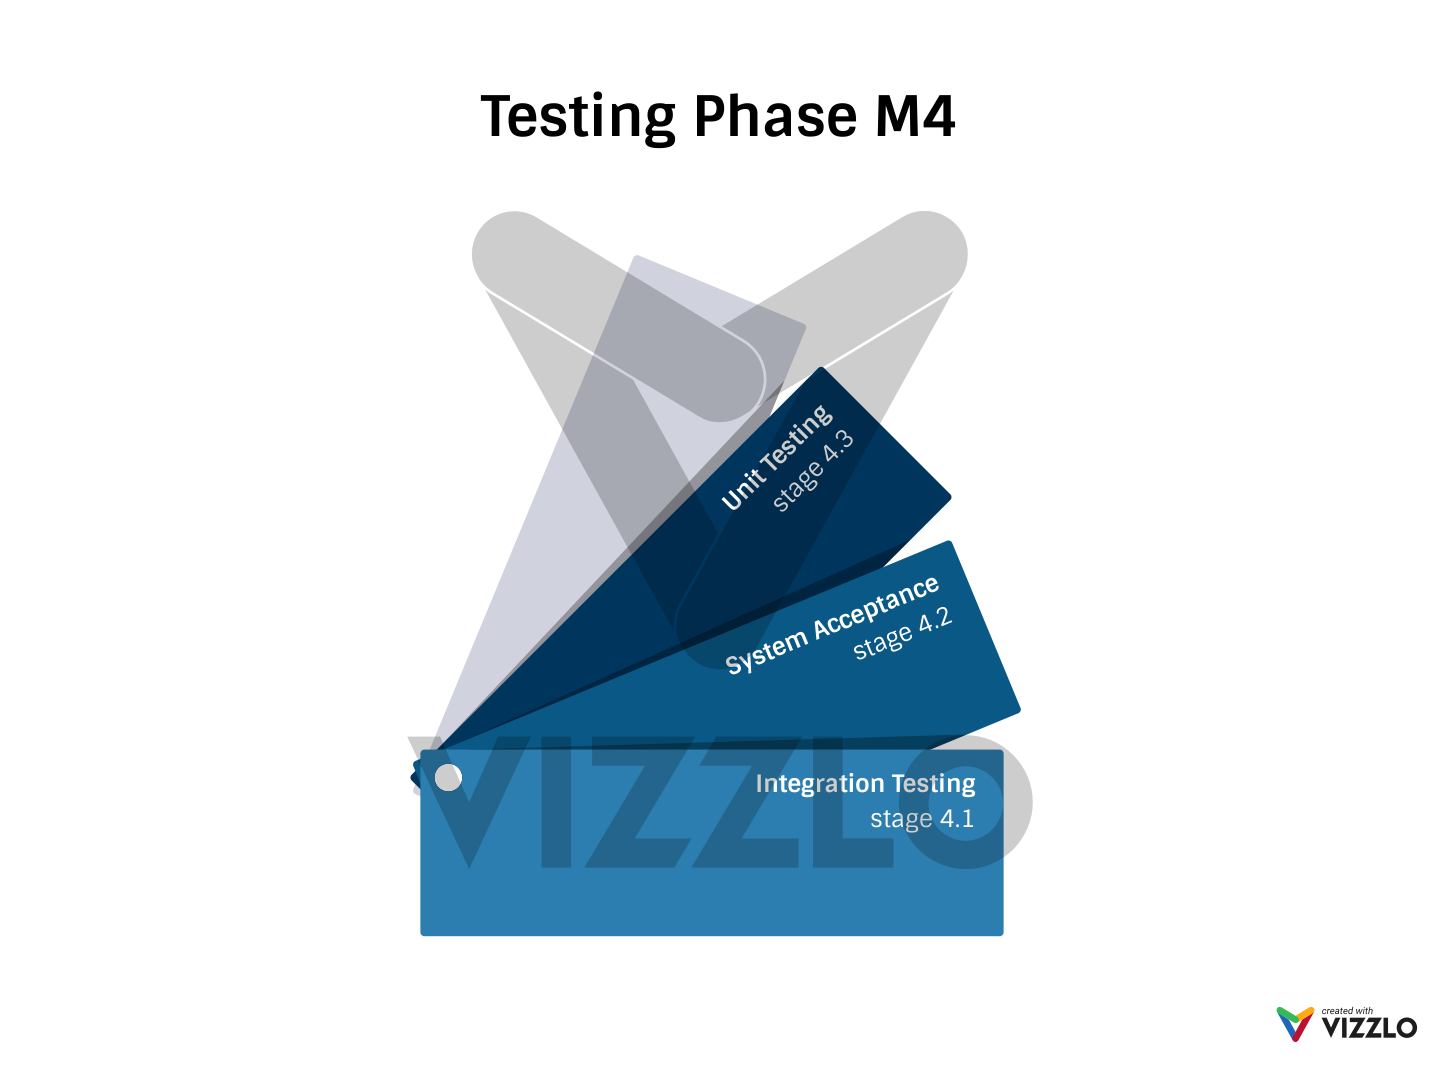 Testing Phase M4
Unit Testing
stage 4.3
System Acceptance
stage 4.2
Integration Testing
stage 4.1
VIZZLO
created with
VIZZLO